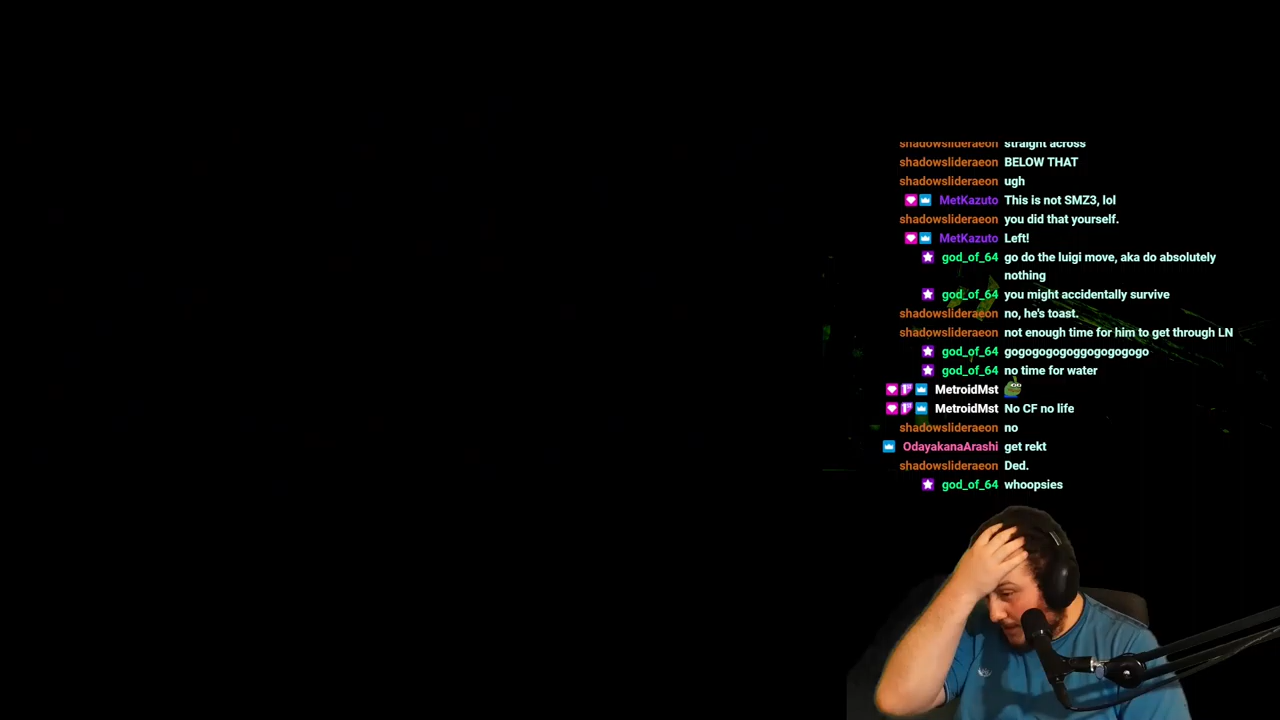 shadowslideraeon straight across
shadowslideraeon BELOW THAT
shadowslideraeon ugh
MetKazuto This is not SMZ3, lol
shadowslideraeon you did that yourself.
MetKazuto Left!
god_of_64 go do the luigi move, aka do absolutely
nothing
god_of_64 you might accidentally survive
shadowslideraeon no, he's toast.
shadowslideraeon not enough time for him to get through LN
god_of_64 gogogogogoggogogogogo
god_of_64 no time for water
MetroidMst
MetroidMst No CF no life
shadowslideraeon no
OdayakanaArashi get rekt
shadowslideraeon Ded.
god_of_64 whoopsies